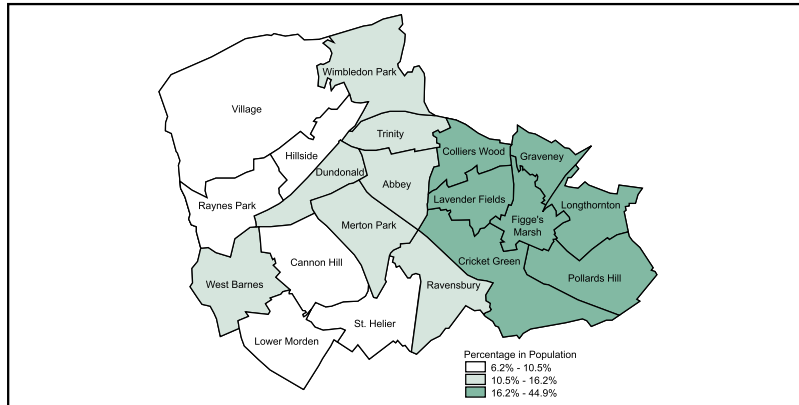 Wimbledon Park
Village
Trinity
Colliers Wood
Graveney
Hillside
Dundonald
Abbey
Lavender Fields
Longthornton
Raynes Park
Figge's
Marsh
Merton Park
Cannon Hill
Cricket Green
Pollards Hill
West Barnes
Ravensbury
St. Helier
Lower Morden
Percentage in Population
6.2% - 10.5%
10.5% - 16.2%
16.2% - 44.9%